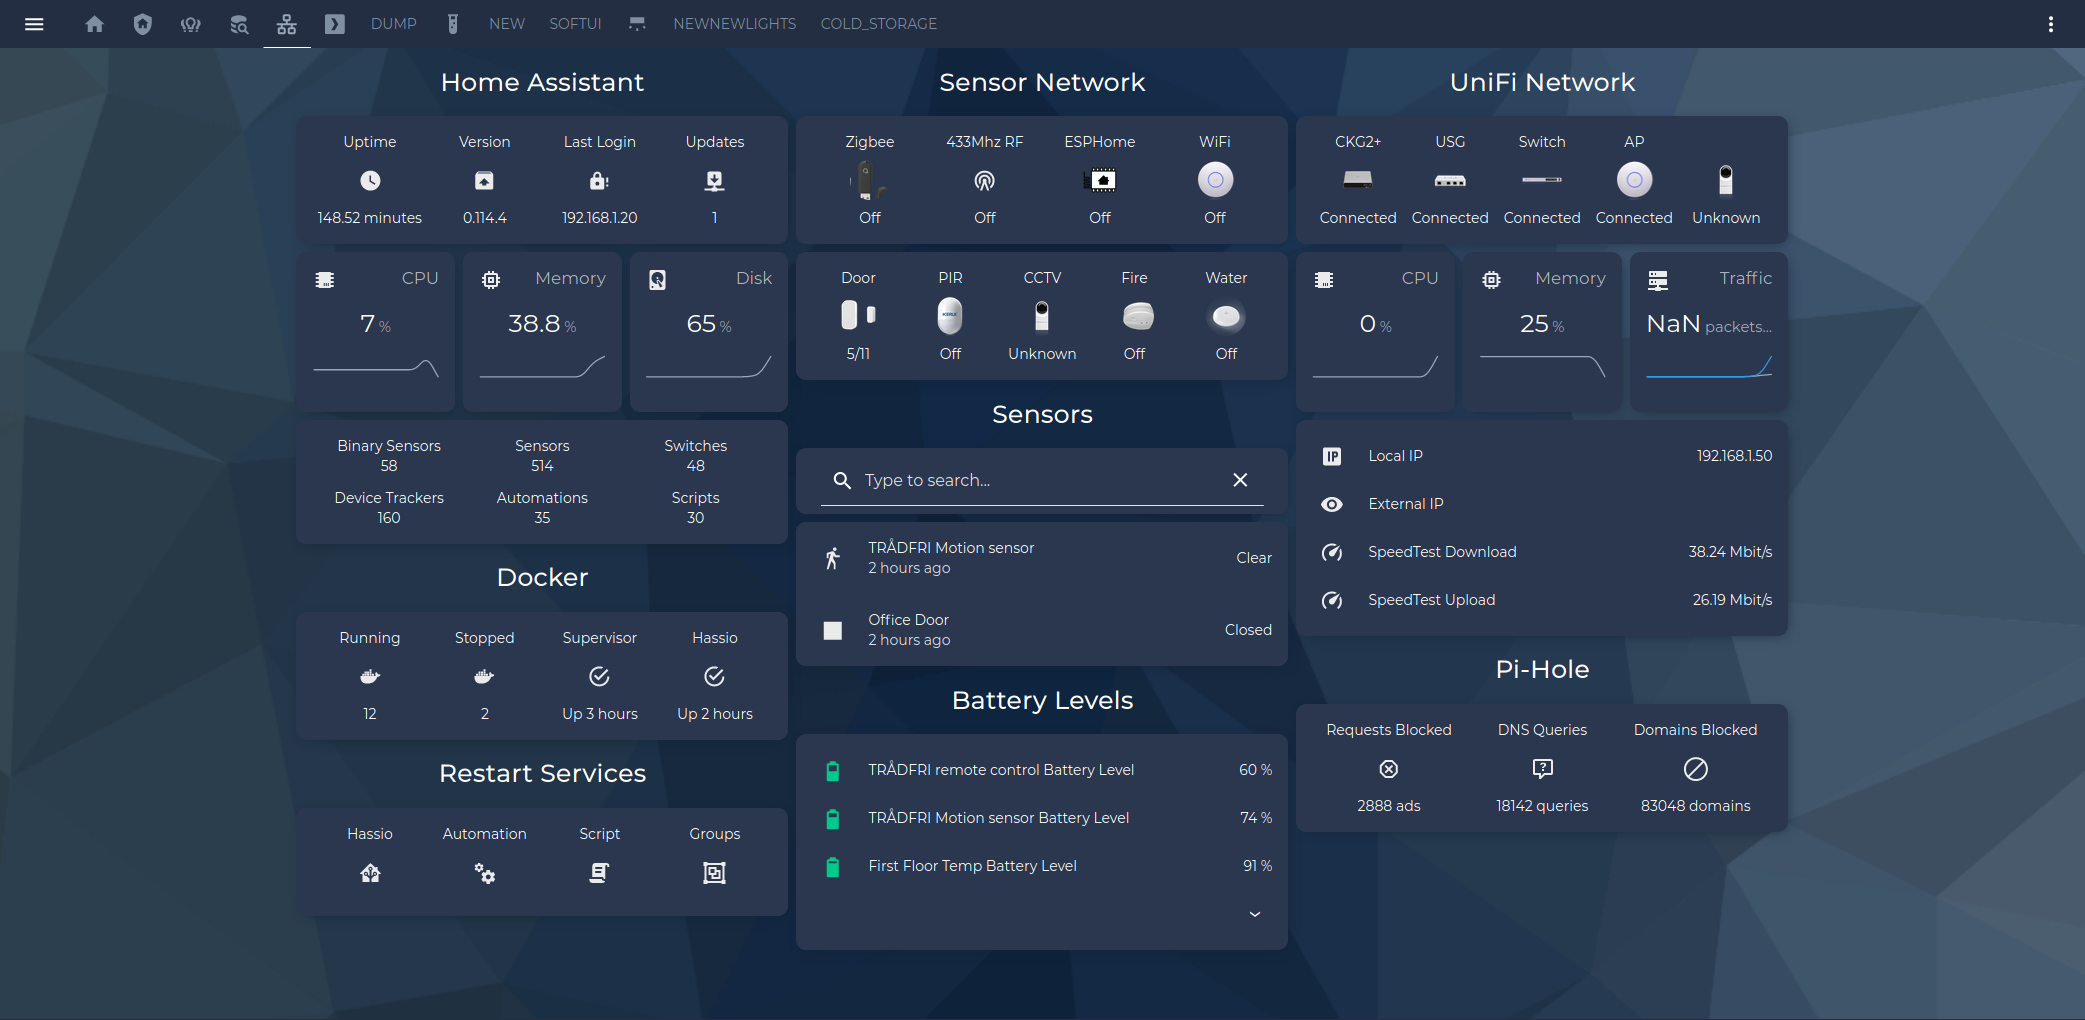 DUMP NEW SOFTUI NEWNEWLIGHTS COLD_STORAGE
Home Assistant
Uptime Version Last Login Updates
148.52 minutes 0.114.4 192.168.1.20 1
CPU
7 %
Memory
38.8 %
Disk
65 %
Binary Sensors Sensors Switches
58 514 48
Device Trackers Automations Scripts
160 35 30
Docker
Running Stopped Supervisor Hassio
12 2 Up 3 hours Up 2 hours
Restart Services
Hassio Automation Script Groups
Sensor Network
Zigbee 433Mhz RF ESPHome WiFi
Off Off Off Off
Door PIR CCTV Fire Water
5/11 Off Unknown Off Off
Sensors
Type to search...
TRÅDFRI Motion sensor
2 hours ago
Clear
Office Door
2 hours ago
Closed
Battery Levels
TRÅDFRI remote control Battery Level 60 %
TRÅDFRI Motion sensor Battery Level 74 %
First Floor Temp Battery Level 91 %
UniFi Network
CKG2+ USG Switch AP
Connected Connected Connected Connected Unknown
CPU
0 %
Memory
25 %
Traffic
NaN packets...
IP Local IP 192.168.1.50
External IP
SpeedTest Download 38.24 Mbit/s
SpeedTest Upload 26.19 Mbit/s
Pi-Hole
Requests Blocked DNS Queries Domains Blocked
2888 ads 18142 queries 83048 domains